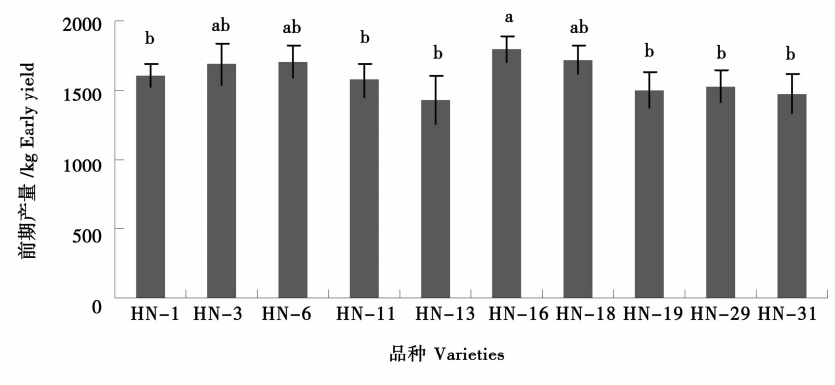 2000
1500
1000
500
0
前期产量 /kg Early yield
b
ab
ab
b
b
a
ab
b
b
b
HN-1
HN-3
HN-6
HN-11
HN-13
HN-16
HN-18
HN-19
HN-29
HN-31
品种 Varieties